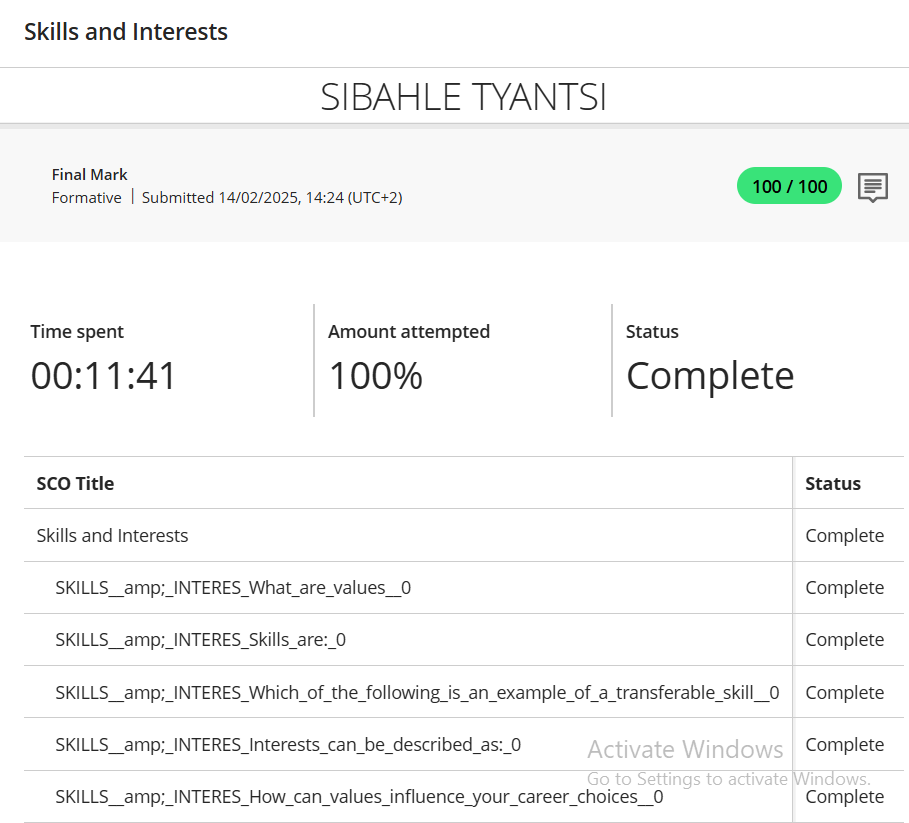 Skills and Interests
SIBAHLE TYANTSI
Final Mark
Formative | Submitted 14/02/2025, 14:24 (UTC+2)
100 / 100
Time spent
Amount attempted
Status
00:11:41
100%
Complete
SCO Title
Status
Skills and Interests
Complete
SKILLS__amp;_INTERES_What_are_values__0
Complete
SKILLS__amp;_INTERES_Skills_are:_0
Complete
SKILLS__amp;_INTERES_Which_of_the_following_is_an_example_of_a_transferable_skill__0
Complete
SKILLS__amp;_INTERES_Interests_can_be_described_as:_0
Complete
Activate Windows
Go to Settings to activate Windows.
SKILLS__amp;_INTERES_How_can_values_influence_your_career_choices__0
Complete